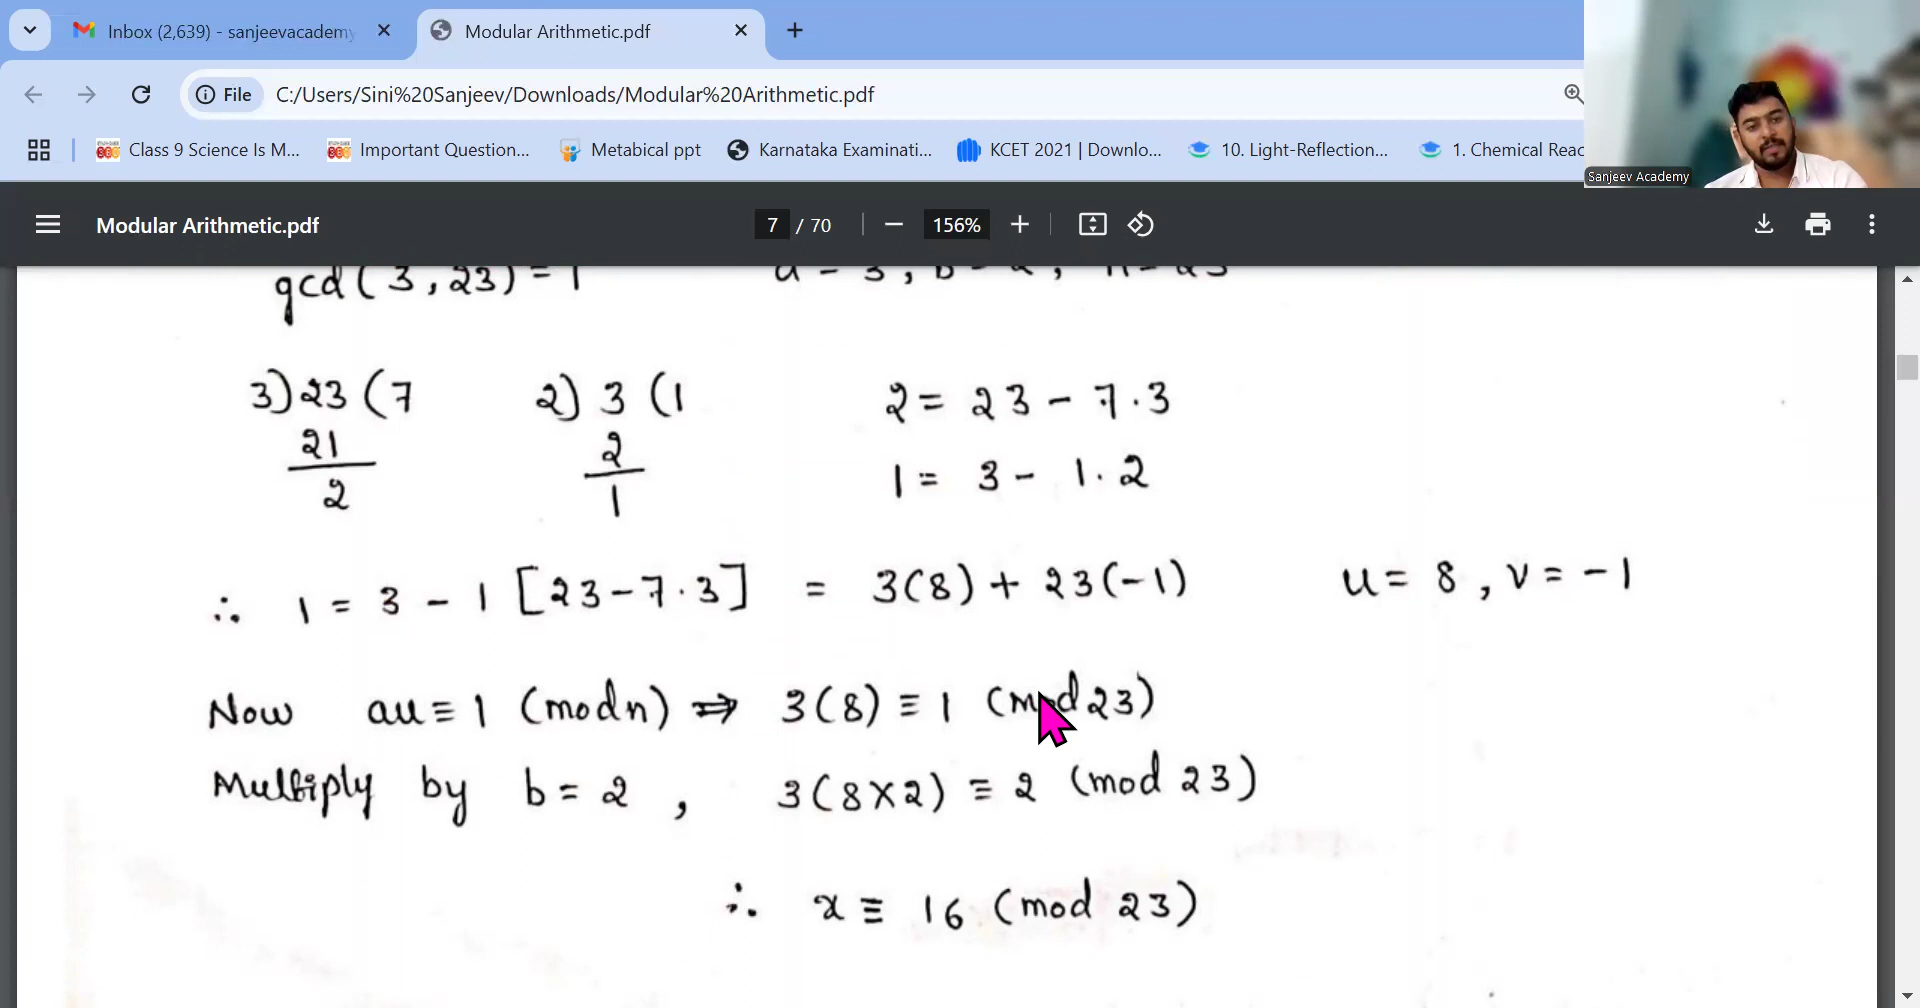 Inbox (2,639) - sanjeevacademy
Modular Arithmetic.pdf
File C:/Users/Sini%20Sanjeev/Downloads/Modular%20Arithmetic.pdf
Class 9 Science Is M... Important Question... Metabical ppt Karnataka Examinati... KCET 2021 | Downlo... 10. Light-Reflection... 1. Chemical Reac
Sanjeev Academy
Modular Arithmetic.pdf 7 / 70 156%
gcd(3,23) = 1 a = 3, b = 2, n = 23
3) 23 (7 2) 3 (1 2 = 23 - 7.3
21 2 1 = 3 - 1.2
2 1
∴ 1 = 3 - 1 [23-7.3] = 3(8) + 23(-1) u = 8, v = -1
Now au ≡ 1 (mod n) ⇒ 3(8) ≡ 1 (mod 23)
Multiply by b = 2, 3(8×2) ≡ 2 (mod 23)
∴ x ≡ 16 (mod 23)